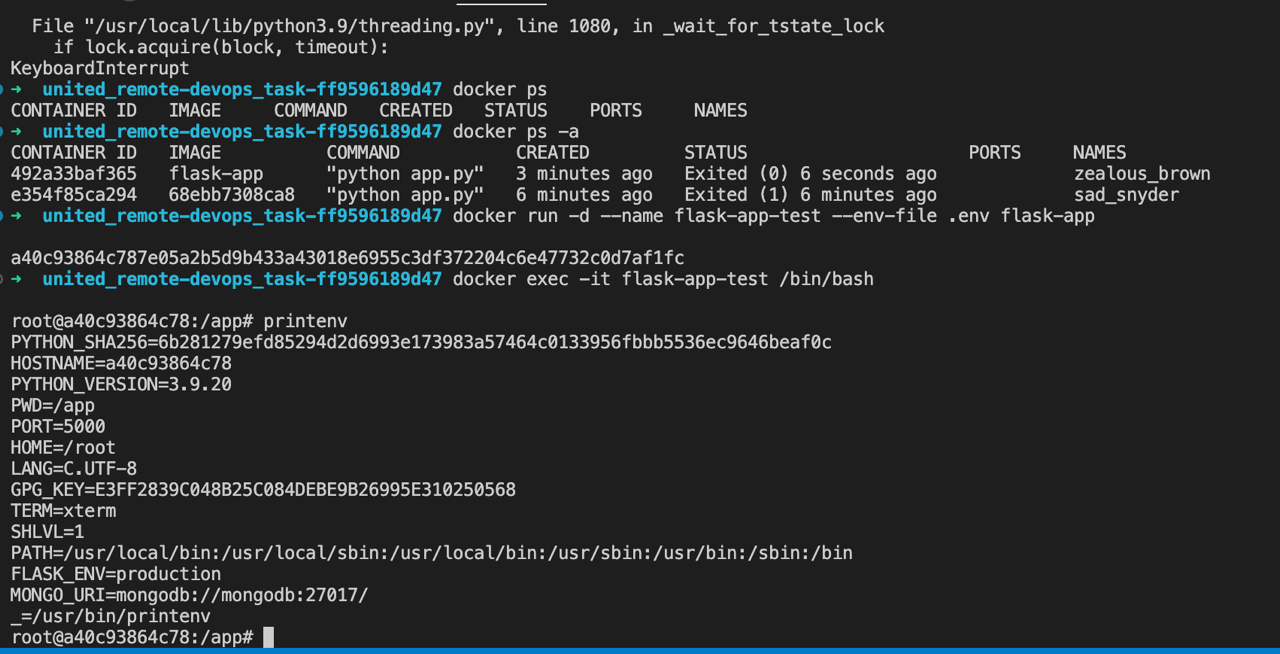 File "/usr/local/lib/python3.9/threading.py", line 1080, in _wait_for_tstate_lock
if lock.acquire(block, timeout):
KeyboardInterrupt
➜ united_remote-devops_task-ff9596189d47 docker ps
CONTAINER ID IMAGE COMMAND CREATED STATUS PORTS NAMES
➜ united_remote-devops_task-ff9596189d47 docker ps -a
CONTAINER ID IMAGE COMMAND CREATED STATUS PORTS NAMES
492a33baf365 flask-app "python app.py" 3 minutes ago Exited (0) 6 seconds ago zealous_brown
e354f85ca294 68ebb7308ca8 "python app.py" 6 minutes ago Exited (1) 6 minutes ago sad_snyder
➜ united_remote-devops_task-ff9596189d47 docker run -d --name flask-app-test --env-file .env flask-app
a40c93864c787e05a2b5d9b433a43018e6955c3df372204c6e47732c0d7af1fc
➜ united_remote-devops_task-ff9596189d47 docker exec -it flask-app-test /bin/bash
root@a40c93864c78:/app# printenv
PYTHON_SHA256=6b281279efd85294d2d6993e173983a57464c0133956fbbb5536ec9646beaf0c
HOSTNAME=a40c93864c78
PYTHON_VERSION=3.9.20
PWD=/app
PORT=5000
HOME=/root
LANG=C.UTF-8
GPG_KEY=E3FF2839C048B25C084DEBE9B26995E310250568
TERM=xterm
SHLVL=1
PATH=/usr/local/bin:/usr/local/sbin:/usr/local/bin:/usr/sbin:/usr/bin:/sbin:/bin
FLASK_ENV=production
MONGO_URI=mongodb://mongodb:27017/
_=/usr/bin/printenv
root@a40c93864c78:/app#